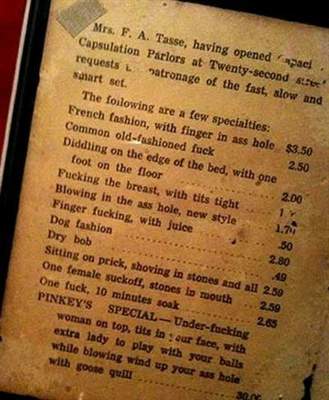 Mrs. F. A. Tasse, having opened
Capsulation Parlors at Twenty-second
requests patronage of the fast, slow and
smart set.
The following are a few specialties:
French fashion, with finger in ass hole $3.50
Common old-fashioned fuck 2.50
Diddling on the edge of the bed, with one
foot on the floor 2.00
Fucking the breast, with tits tight
Blowing in the ass hole, new style 1.70
Finger fucking, with juice .50
Dog fashion 2.80
Dry bob .49
Sitting on prick, shoving in stones and all 2.59
One female suckoff, stones in mouth 2.59
One fuck, 10 minutes soak 2.65
PINKEY'S SPECIAL—Under-fucking
woman on top, tits in your face, with
extra lady to play with your balls
while blowing wind up your ass hole
with goose quill